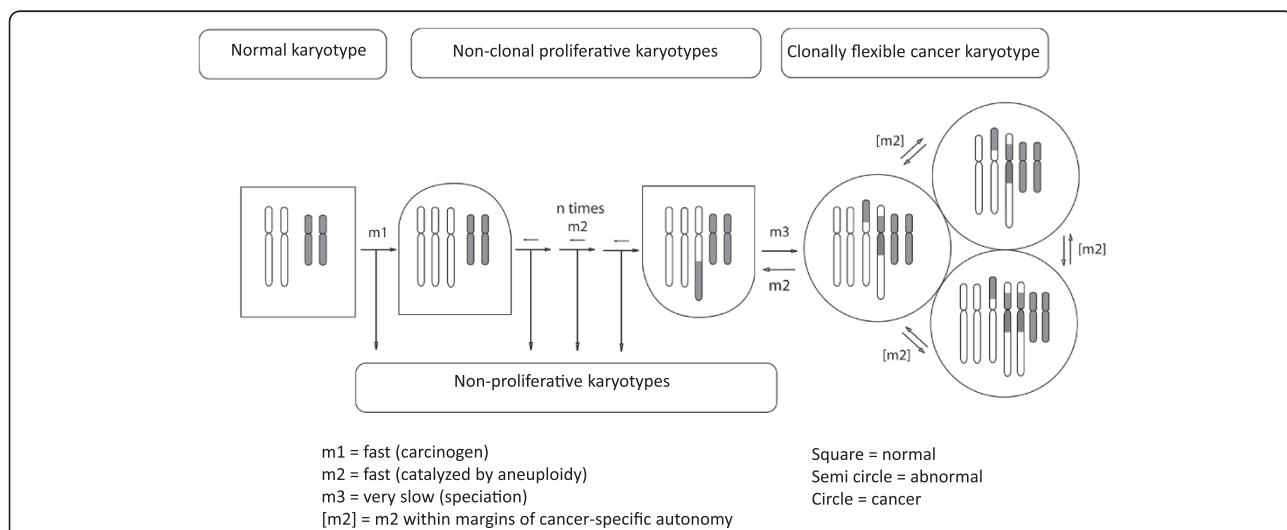 Normal karyotype
Non-clonal proliferative karyotypes
Clonally flexible cancer karyotype
m1
n times
m2
m3
m2
[m2]
[m2]
[m2]
Non-proliferative karyotypes
m1 = fast (carcinogen)
m2 = fast (catalyzed by aneuploidy)
m3 = very slow (speciation)
[m2] = m2 within margins of cancer-specific autonomy
Square = normal
Semi circle = abnormal
Circle = cancer